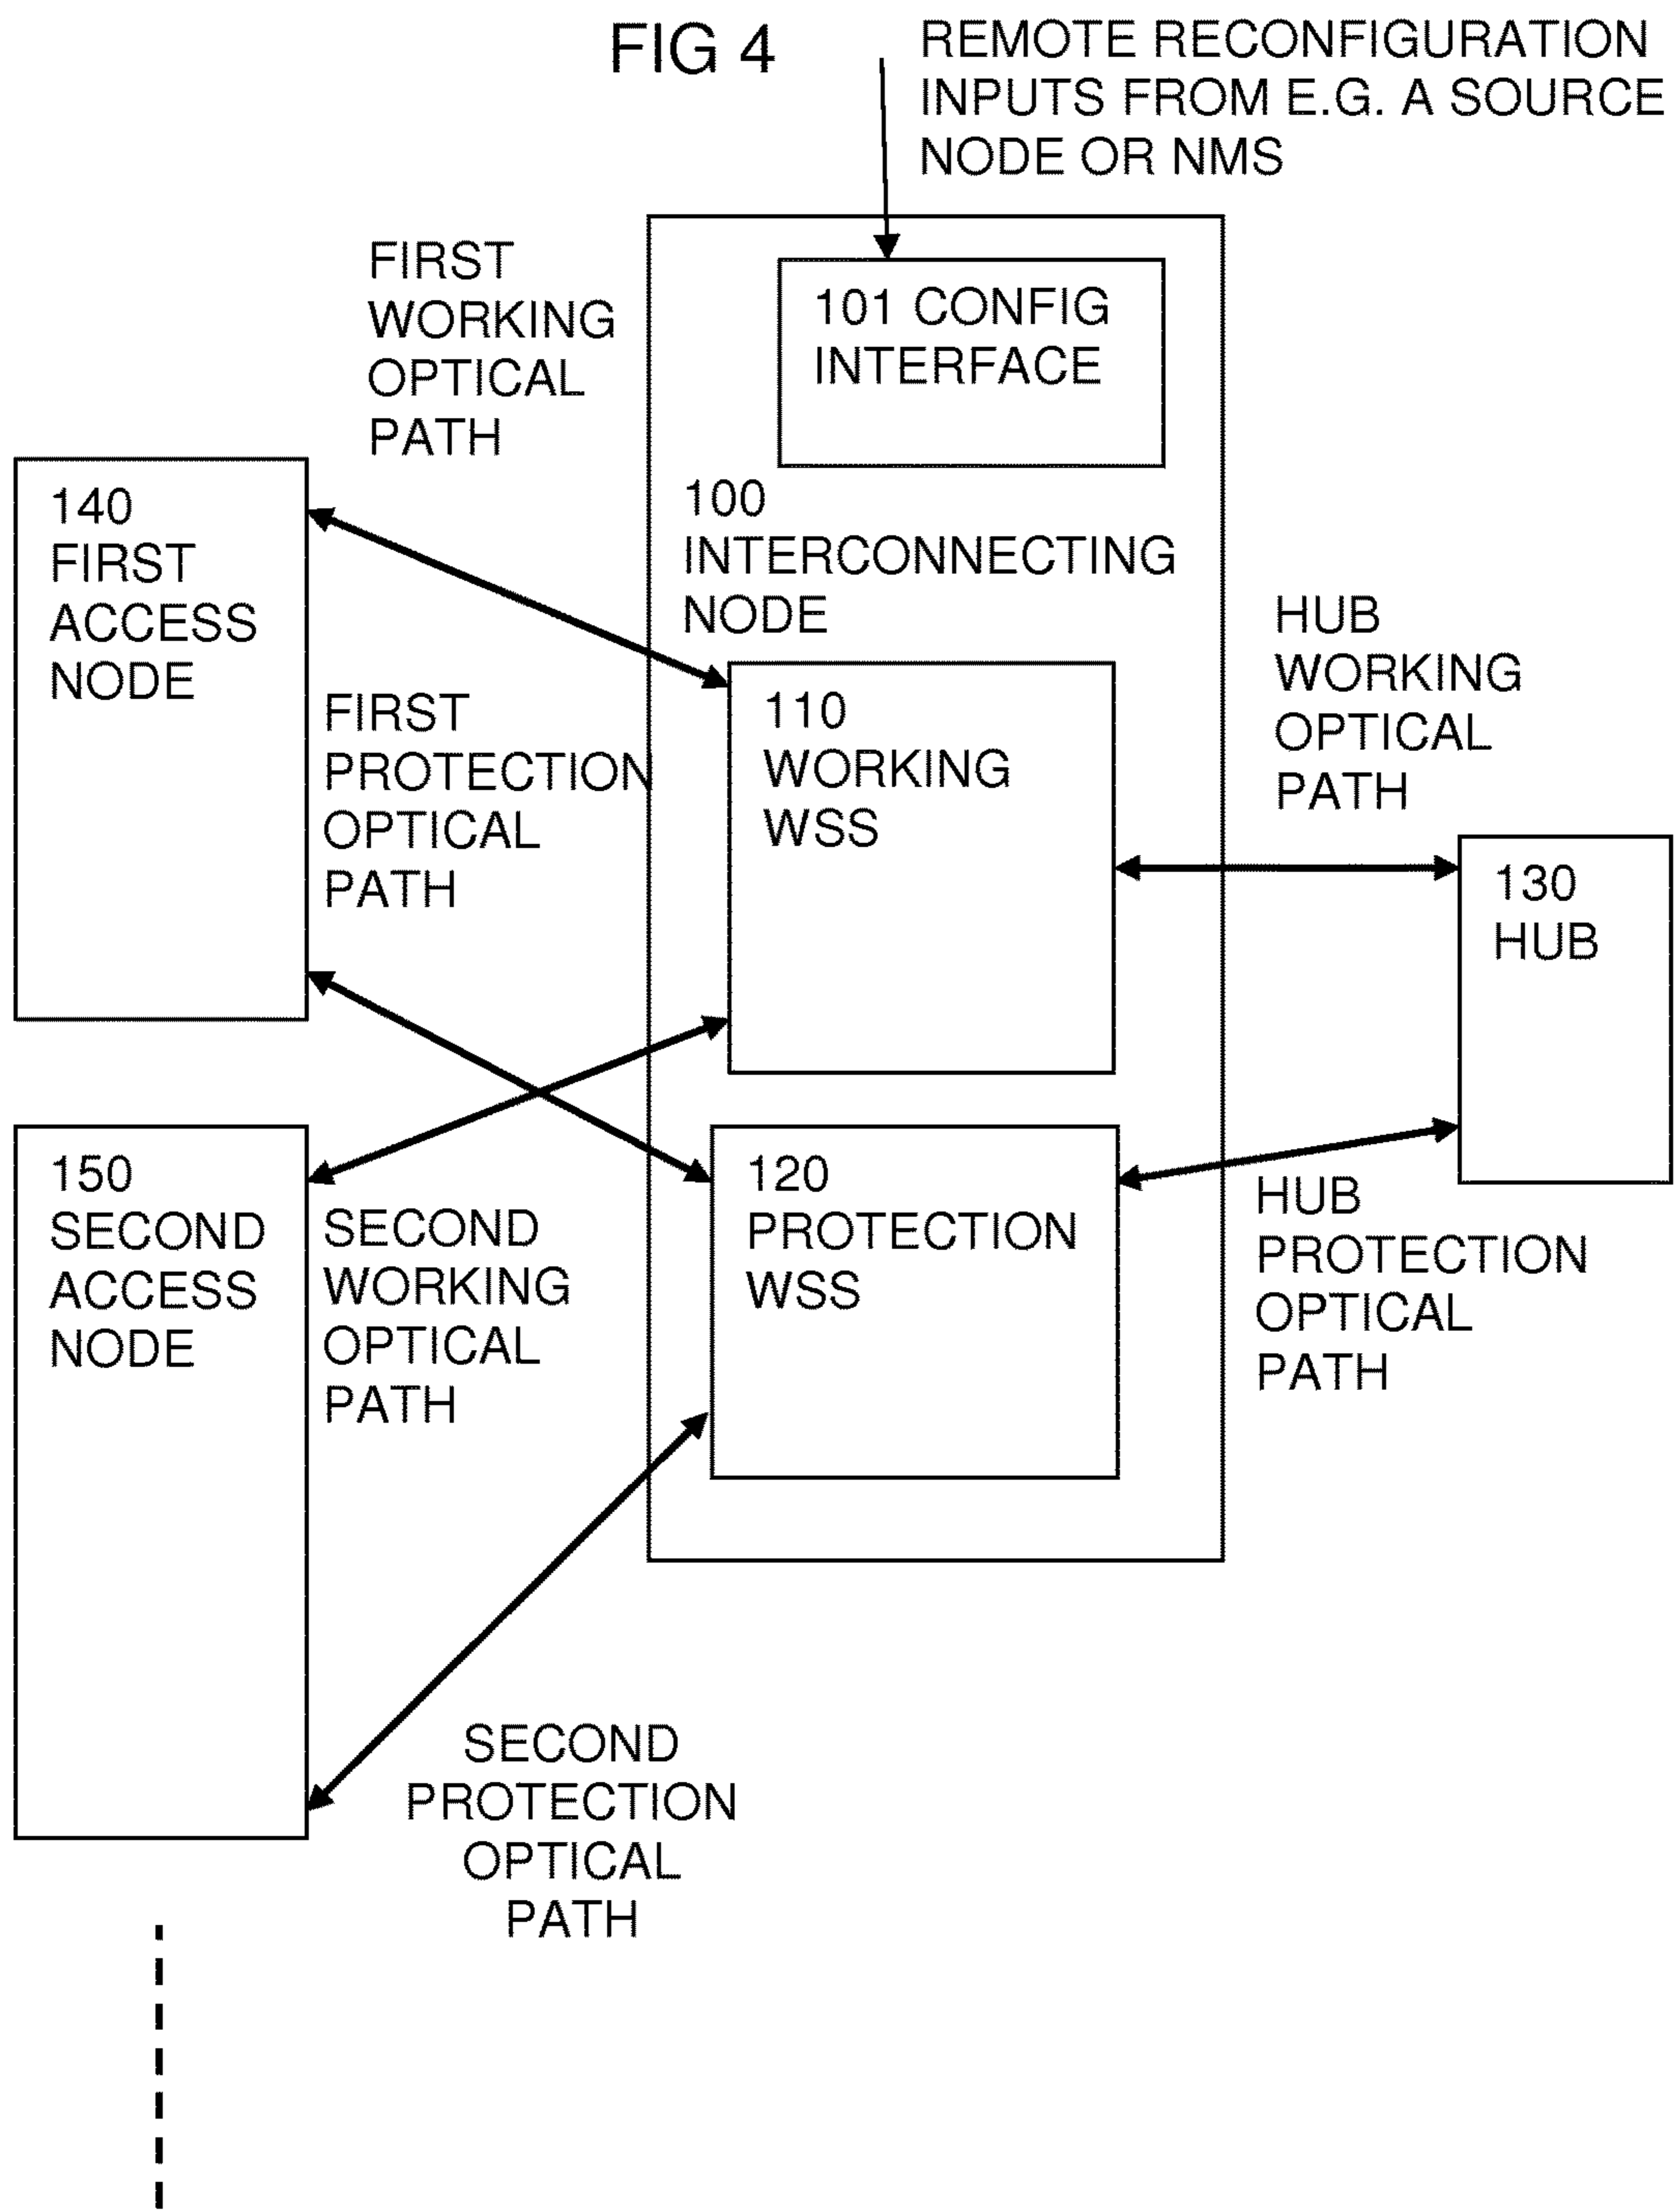 FIG 4
REMOTE RECONFIGURATION
INPUTS FROM E.G. A SOURCE
NODE OR NMS
FIRST
WORKING
OPTICAL
PATH
101 CONFIG
INTERFACE
140
FIRST
ACCESS
NODE
100
INTERCONNECTING
NODE
HUB
WORKING
OPTICAL
PATH
FIRST
PROTECTION
OPTICAL
PATH
110
WORKING
WSS
130
HUB
150
SECOND
ACCESS
NODE
SECOND
WORKING
OPTICAL
PATH
120
PROTECTION
WSS
HUB
PROTECTION
OPTICAL
PATH
SECOND
PROTECTION
OPTICAL
PATH